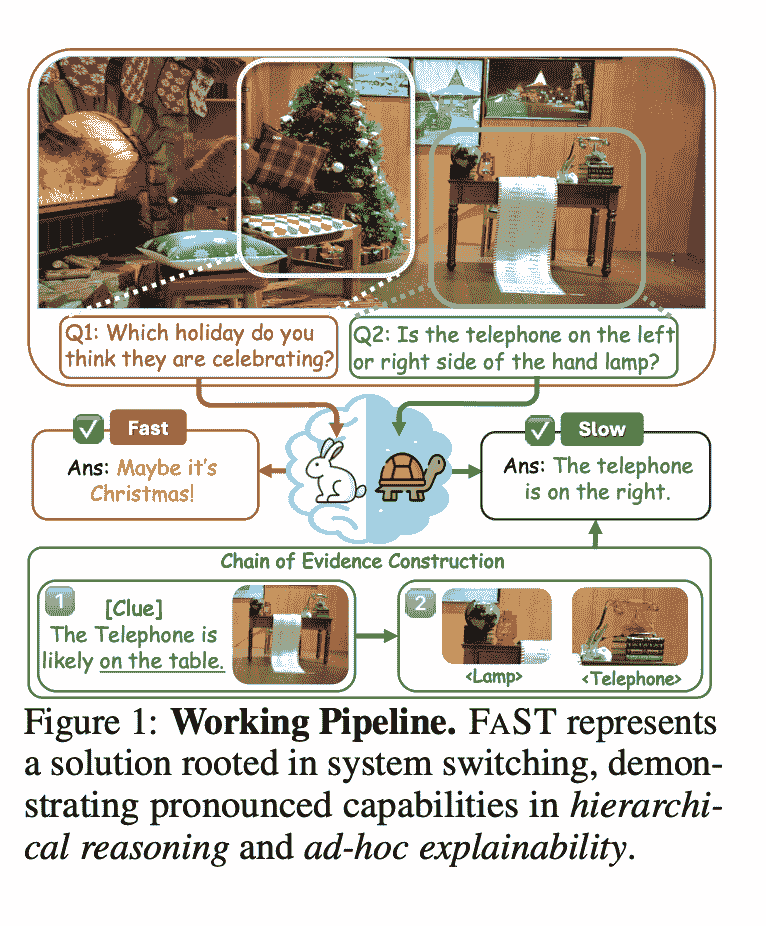 Q1: Which holiday do you
think they are celebrating?
Q2: Is the telephone on the left
or right side of the hand lamp?
Fast
Ans: Maybe it's
Christmas!
Slow
Ans: The telephone
is on the right.
Chain of Evidence Construction
1
[Clue]
The Telephone is
likely on the table.
2
<Lamp>
<Telephone>
Figure 1: Working Pipeline. FAST represents
a solution rooted in system switching, demon-
strating pronounced capabilities in hierarchi-
cal reasoning and ad-hoc explainability.